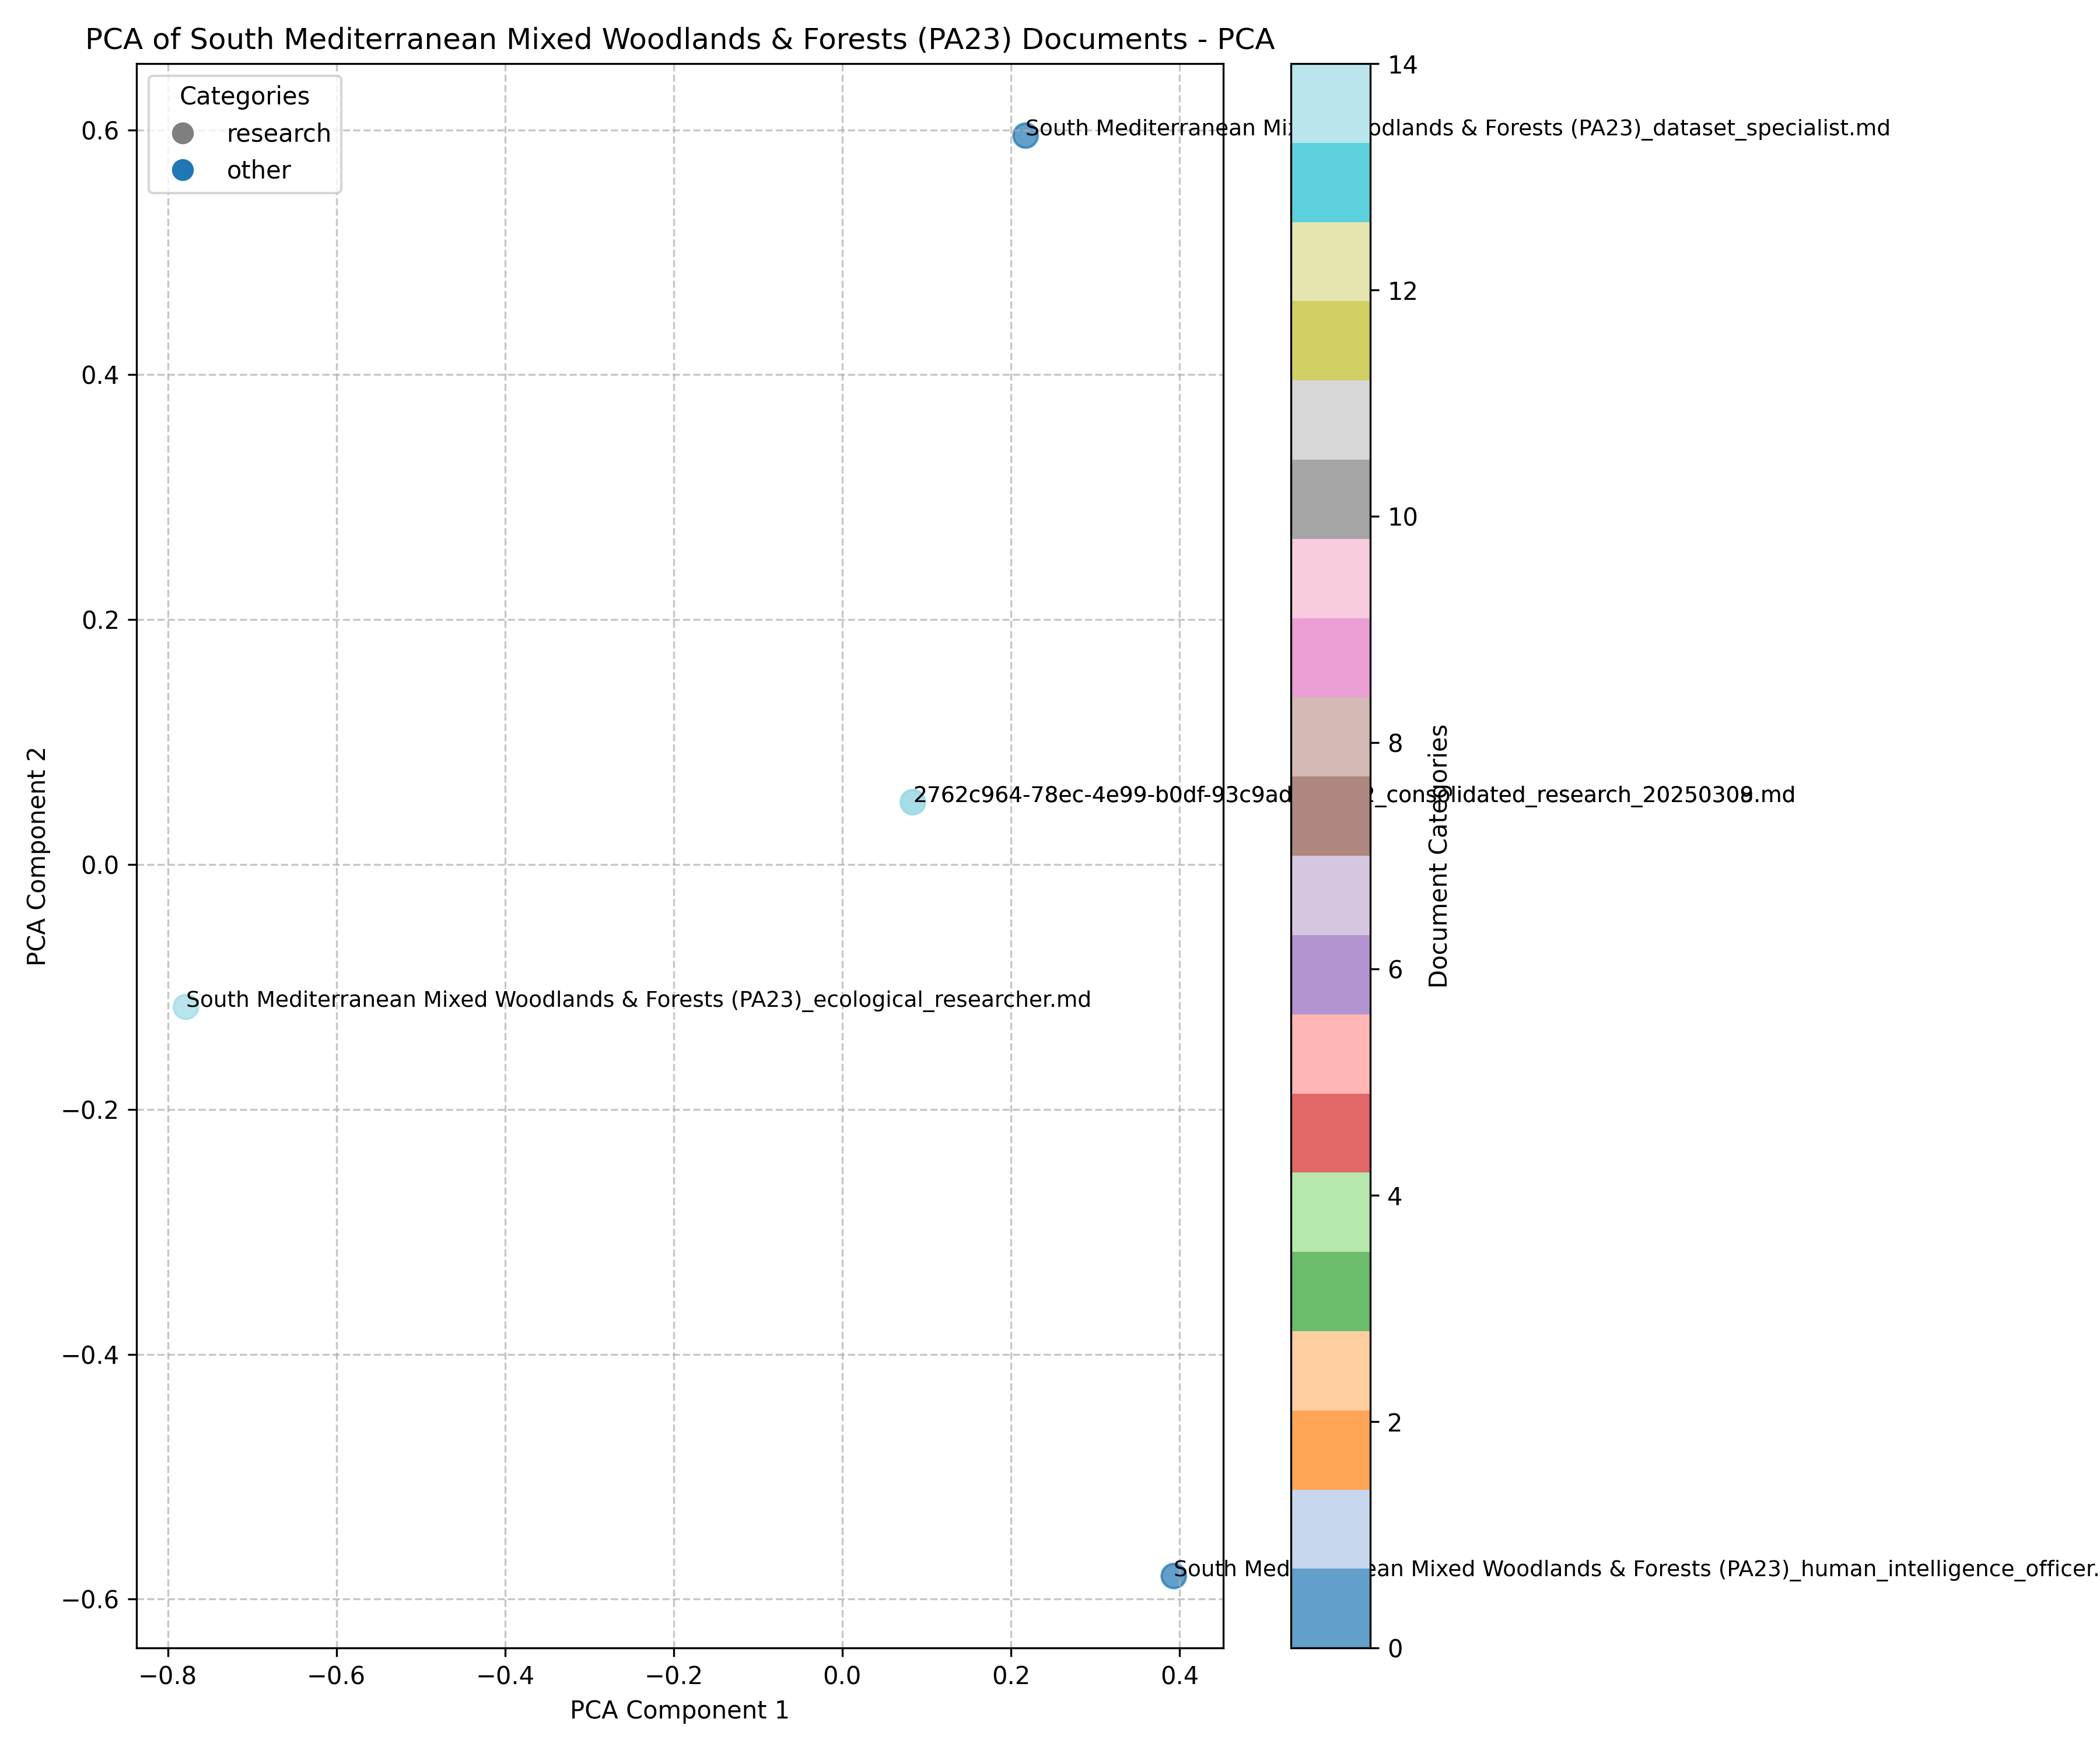 PCA of South Mediterranean Mixed Woodlands & Forests (PA23) Documents - PCA
Categories
research
other
South Mediterranean Mi odlands & Forests (PA23)_dataset_specialist.md
2762c964-78ec-4e99-b0df-93c9ad 2_consolidated_research_20250309.md
South Mediterranean Mixed Woodlands & Forests (PA23)_ecological_researcher.md
South Med ean Mixed Woodlands & Forests (PA23)_human_intelligence_officer.
PCA Component 2
0.6
0.4
0.2
0.0
−0.2
−0.4
−0.6
−0.8
−0.6
−0.4
−0.2
0.0
0.2
0.4
PCA Component 1
14
12
10
8
6
4
2
0
Document Categories